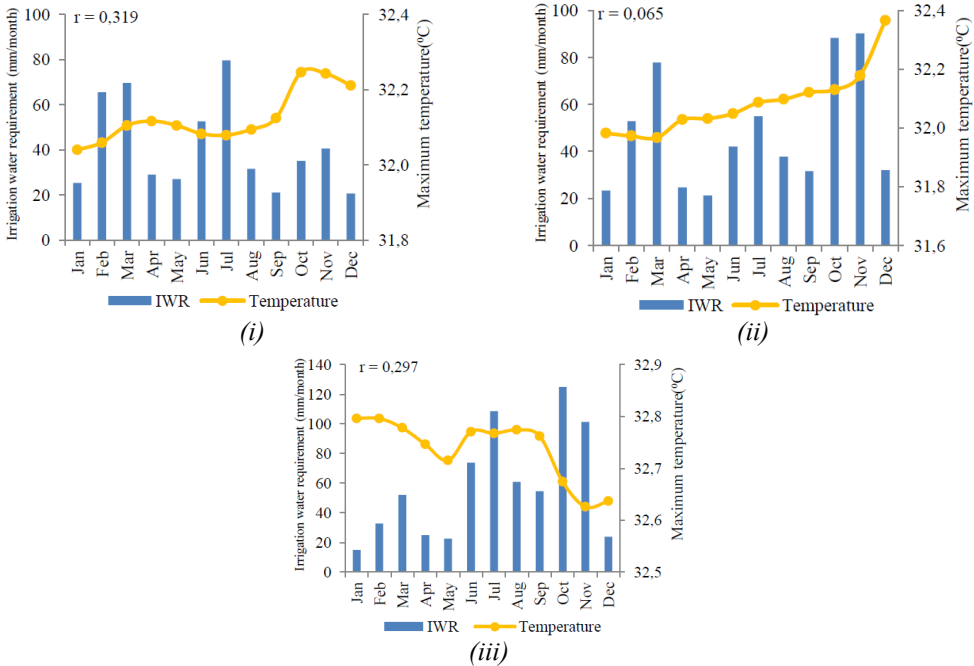 r = 0,319
Irrigation water requirement (mm/month)
100
80
60
40
20
0
Jan
Feb
Mar
Apr
May
Jun
Jul
Aug
Sep
Oct
Nov
Dec
32,4
32,2
32,0
31,8
Maximum temperature(ºC)
IWR
Temperature
(i)
r = 0,065
Irrigation water requirement (mm/month)
100
80
60
40
20
0
Jan
Feb
Mar
Apr
May
Jun
Jul
Aug
Sep
Oct
Nov
Dec
32,4
32,2
32,0
31,8
31,6
Maximum temperature(ºC)
IWR
Temperature
(ii)
r = 0,297
Irrigation water requirement (mm/month)
140
120
100
80
60
40
20
0
Jan
Feb
Mar
Apr
May
Jun
Jul
Aug
Sep
Oct
Nov
Dec
32,9
32,8
32,7
32,6
32,5
Maximum temperature(ºC)
IWR
Temperature
(iii)